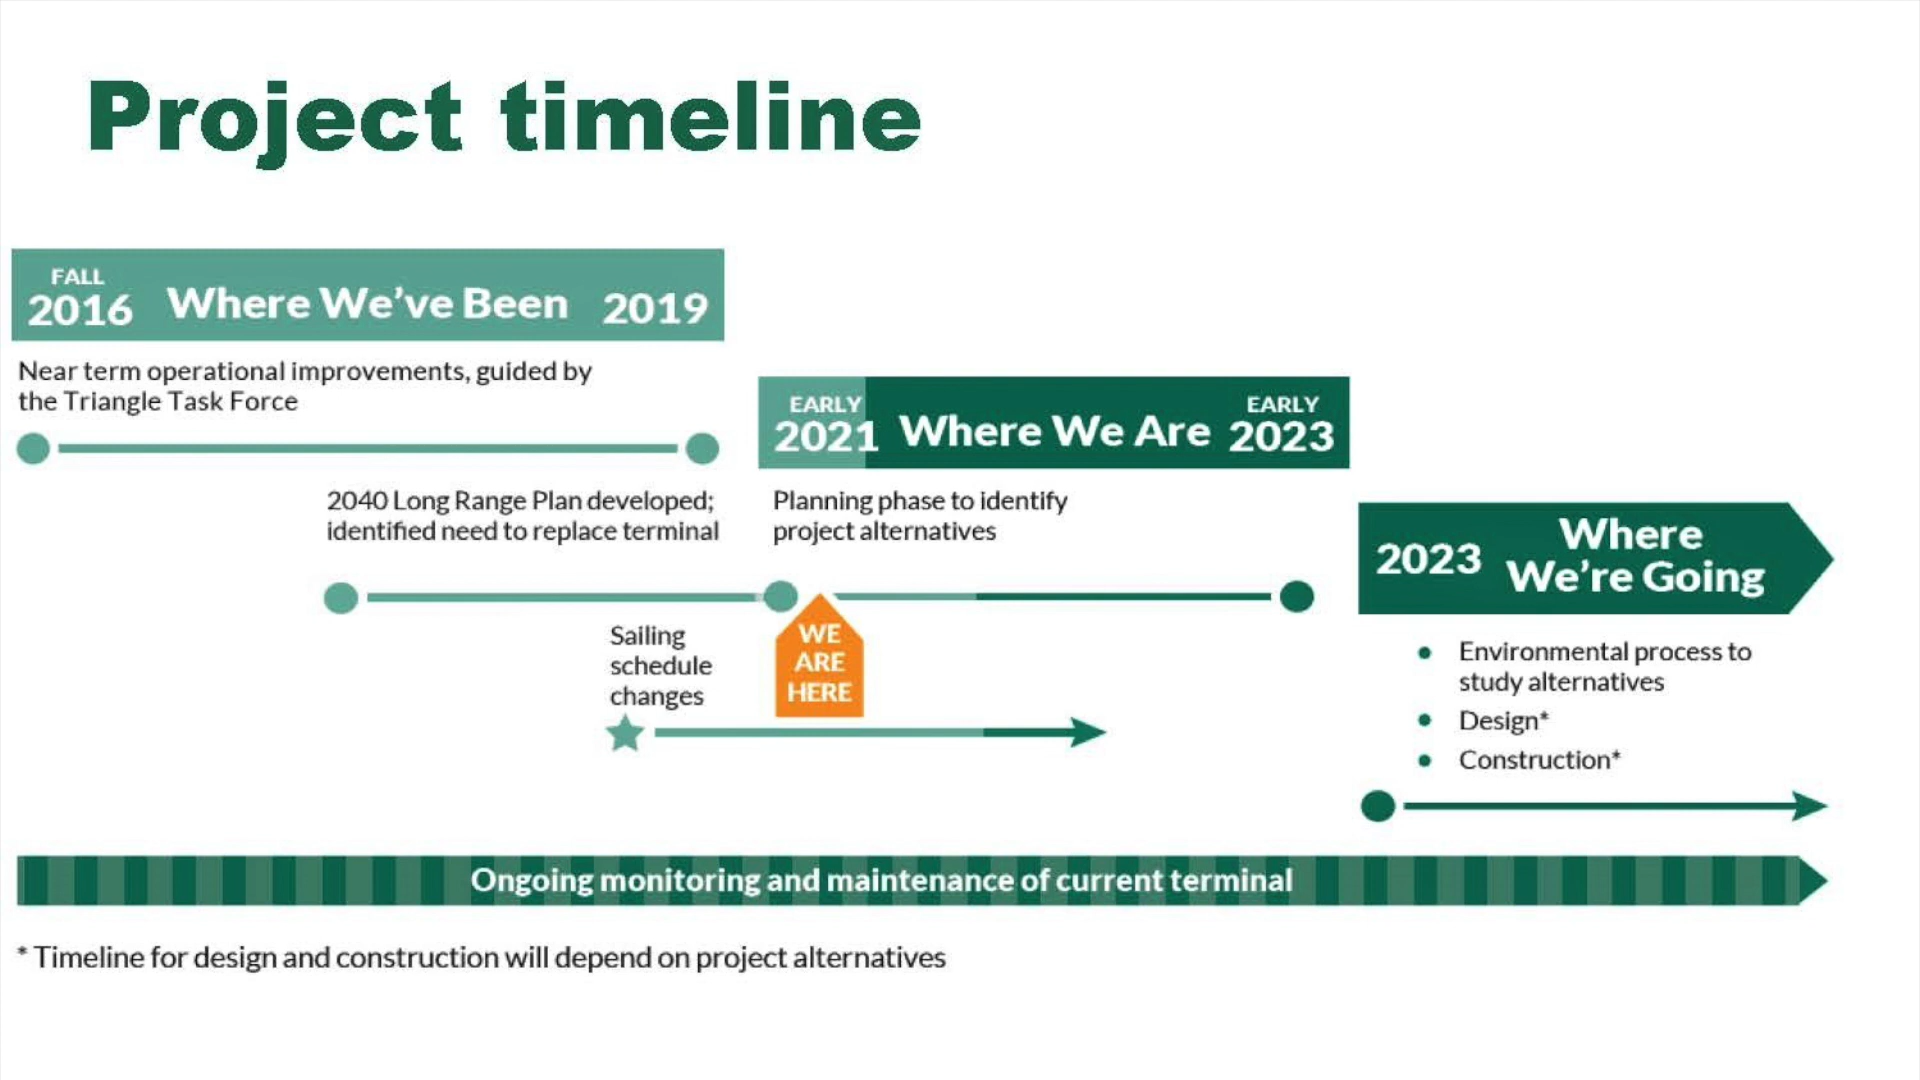 Project timeline
FALL
2016 Where We've Been 2019
Near term operational improvements, guided by
the Triangle Task Force
EARLY
2021 Where We Are
EARLY
2023
2040 Long Range Plan developed;
identified need to replace terminal
Planning phase to identify
project alternatives
2023
Where
We're Going
Sailing
schedule
changes
WE
ARE
HERE
• Environmental process to
study alternatives
• Design*
• Construction*
Ongoing monitoring and maintenance of current terminal
* Timeline for design and construction will depend on project alternatives